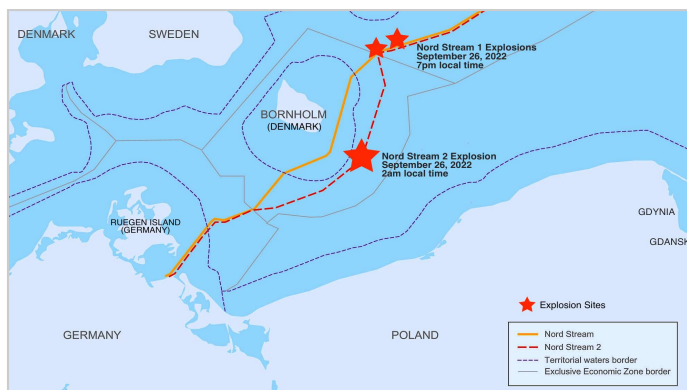 DENMARK
SWEDEN
Nord Stream 1 Explosions
September 26, 2022
7pm local time
BORNHOLM
(DENMARK)
Nord Stream 2 Explosion
September 26, 2022
2am local time
RUEGEN ISLAND
(GERMANY)
GDYNIA
GDANSK
Explosion Sites
GERMANY
POLAND
Nord Stream
Nord Stream 2
Territorial waters border
Exclusive Economic Zone border